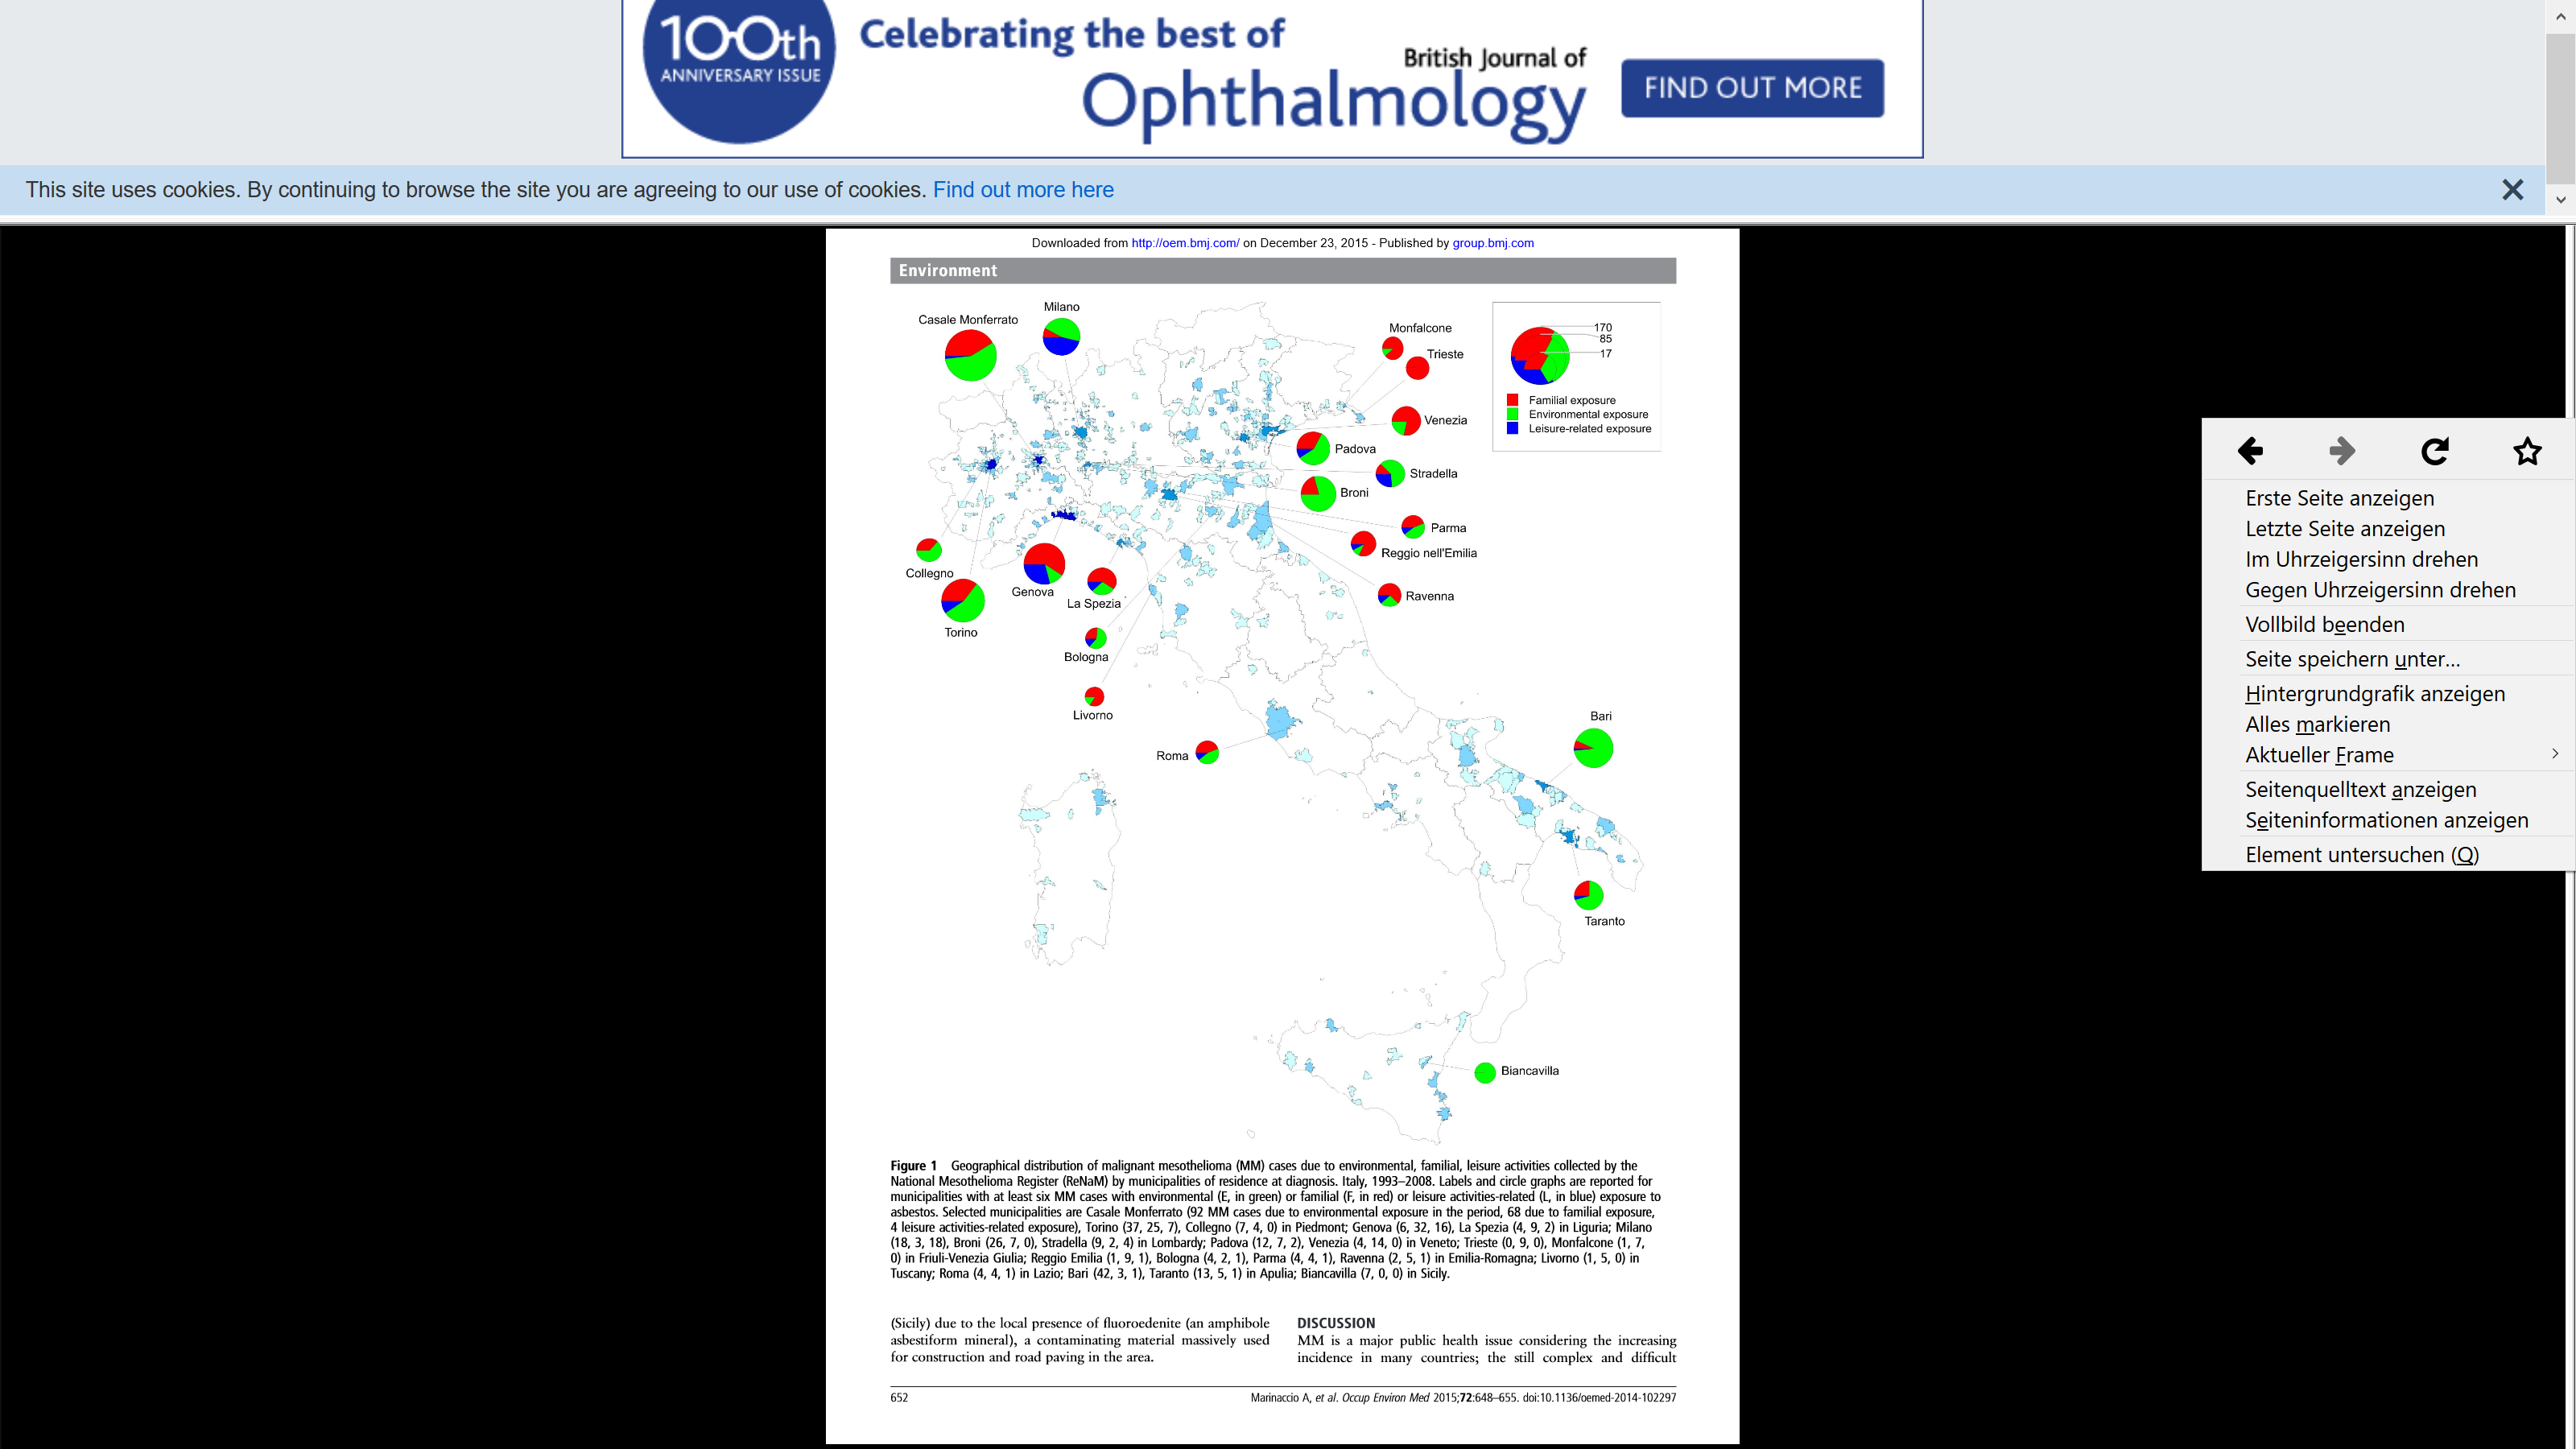 100th
ANNIVERSARY ISSUE
Celebrating the best of
British Journal of
Ophthalmology
FIND OUT MORE
This site uses cookies. By continuing to browse the site you are agreeing to our use of cookies. Find out more here
Downloaded from http://oem.bmj.com/ on December 23, 2015 - Published by group.bmj.com
Environment
Casale Monferrato
Milano
Monfalcone
Trieste
170
85
17
Familial exposure
Environmental exposure
Leisure-related exposure
Venezia
Padova
Stradella
Broni
Parma
Reggio nell'Emilia
Collegno
Genova
La Spezia
Ravenna
Torino
Bologna
Livorno
Roma
Bari
Taranto
Biancavilla
Figure 1 Geographical distribution of malignant mesothelioma (MM) cases due to environmental, familial, leisure activities collected by the
National Mesothelioma Register (ReNaM) by municipalities of residence at diagnosis. Italy, 1993–2008. Labels and circle graphs are reported for
municipalities with at least six MM cases with environmental (E, in green) or familial (F, in red) or leisure activities-related (L, in blue) exposure to
asbestos. Selected municipalities are Casale Monferrato (92 MM cases due to environmental exposure in the period, 68 due to familial exposure,
4 leisure activities-related exposure), Torino (37, 25, 7), Collegno (7, 4, 0) in Piedmont; Genova (6, 32, 16), La Spezia (4, 9, 2) in Liguria; Milano
(18, 3, 18), Broni (26, 7, 0), Stradella (9, 2, 4) in Lombardy; Padova (12, 7, 2), Venezia (4, 14, 0) in Veneto; Trieste (0, 9, 0), Monfalcone (1, 7,
0) in Friuli-Venezia Giulia; Reggio Emilia (1, 9, 1), Bologna (4, 2, 1), Parma (4, 4, 1), Ravenna (2, 5, 1) in Emilia-Romagna; Livorno (1, 5, 0) in
Tuscany; Roma (4, 4, 1) in Lazio; Bari (42, 3, 1), Taranto (13, 5, 1) in Apulia; Biancavilla (7, 0, 0) in Sicily.
(Sicily) due to the local presence of fluoroedenite (an amphibole
asbestiform mineral), a contaminating material massively used
for construction and road paving in the area.
DISCUSSION
MM is a major public health issue considering the increasing
incidence in many countries; the still complex and difficult
652
Marinaccio A, et al. Occup Environ Med 2015;72:648–655. doi:10.1136/oemed-2014-102297
Erste Seite anzeigen
Letzte Seite anzeigen
Im Uhrzeigersinn drehen
Gegen Uhrzeigersinn drehen
Vollbild beenden
Seite speichern unter...
Hintergrundgrafik anzeigen
Alles markieren
Aktueller Frame
Seitenquelltext anzeigen
Seiteninformationen anzeigen
Element untersuchen (Q)